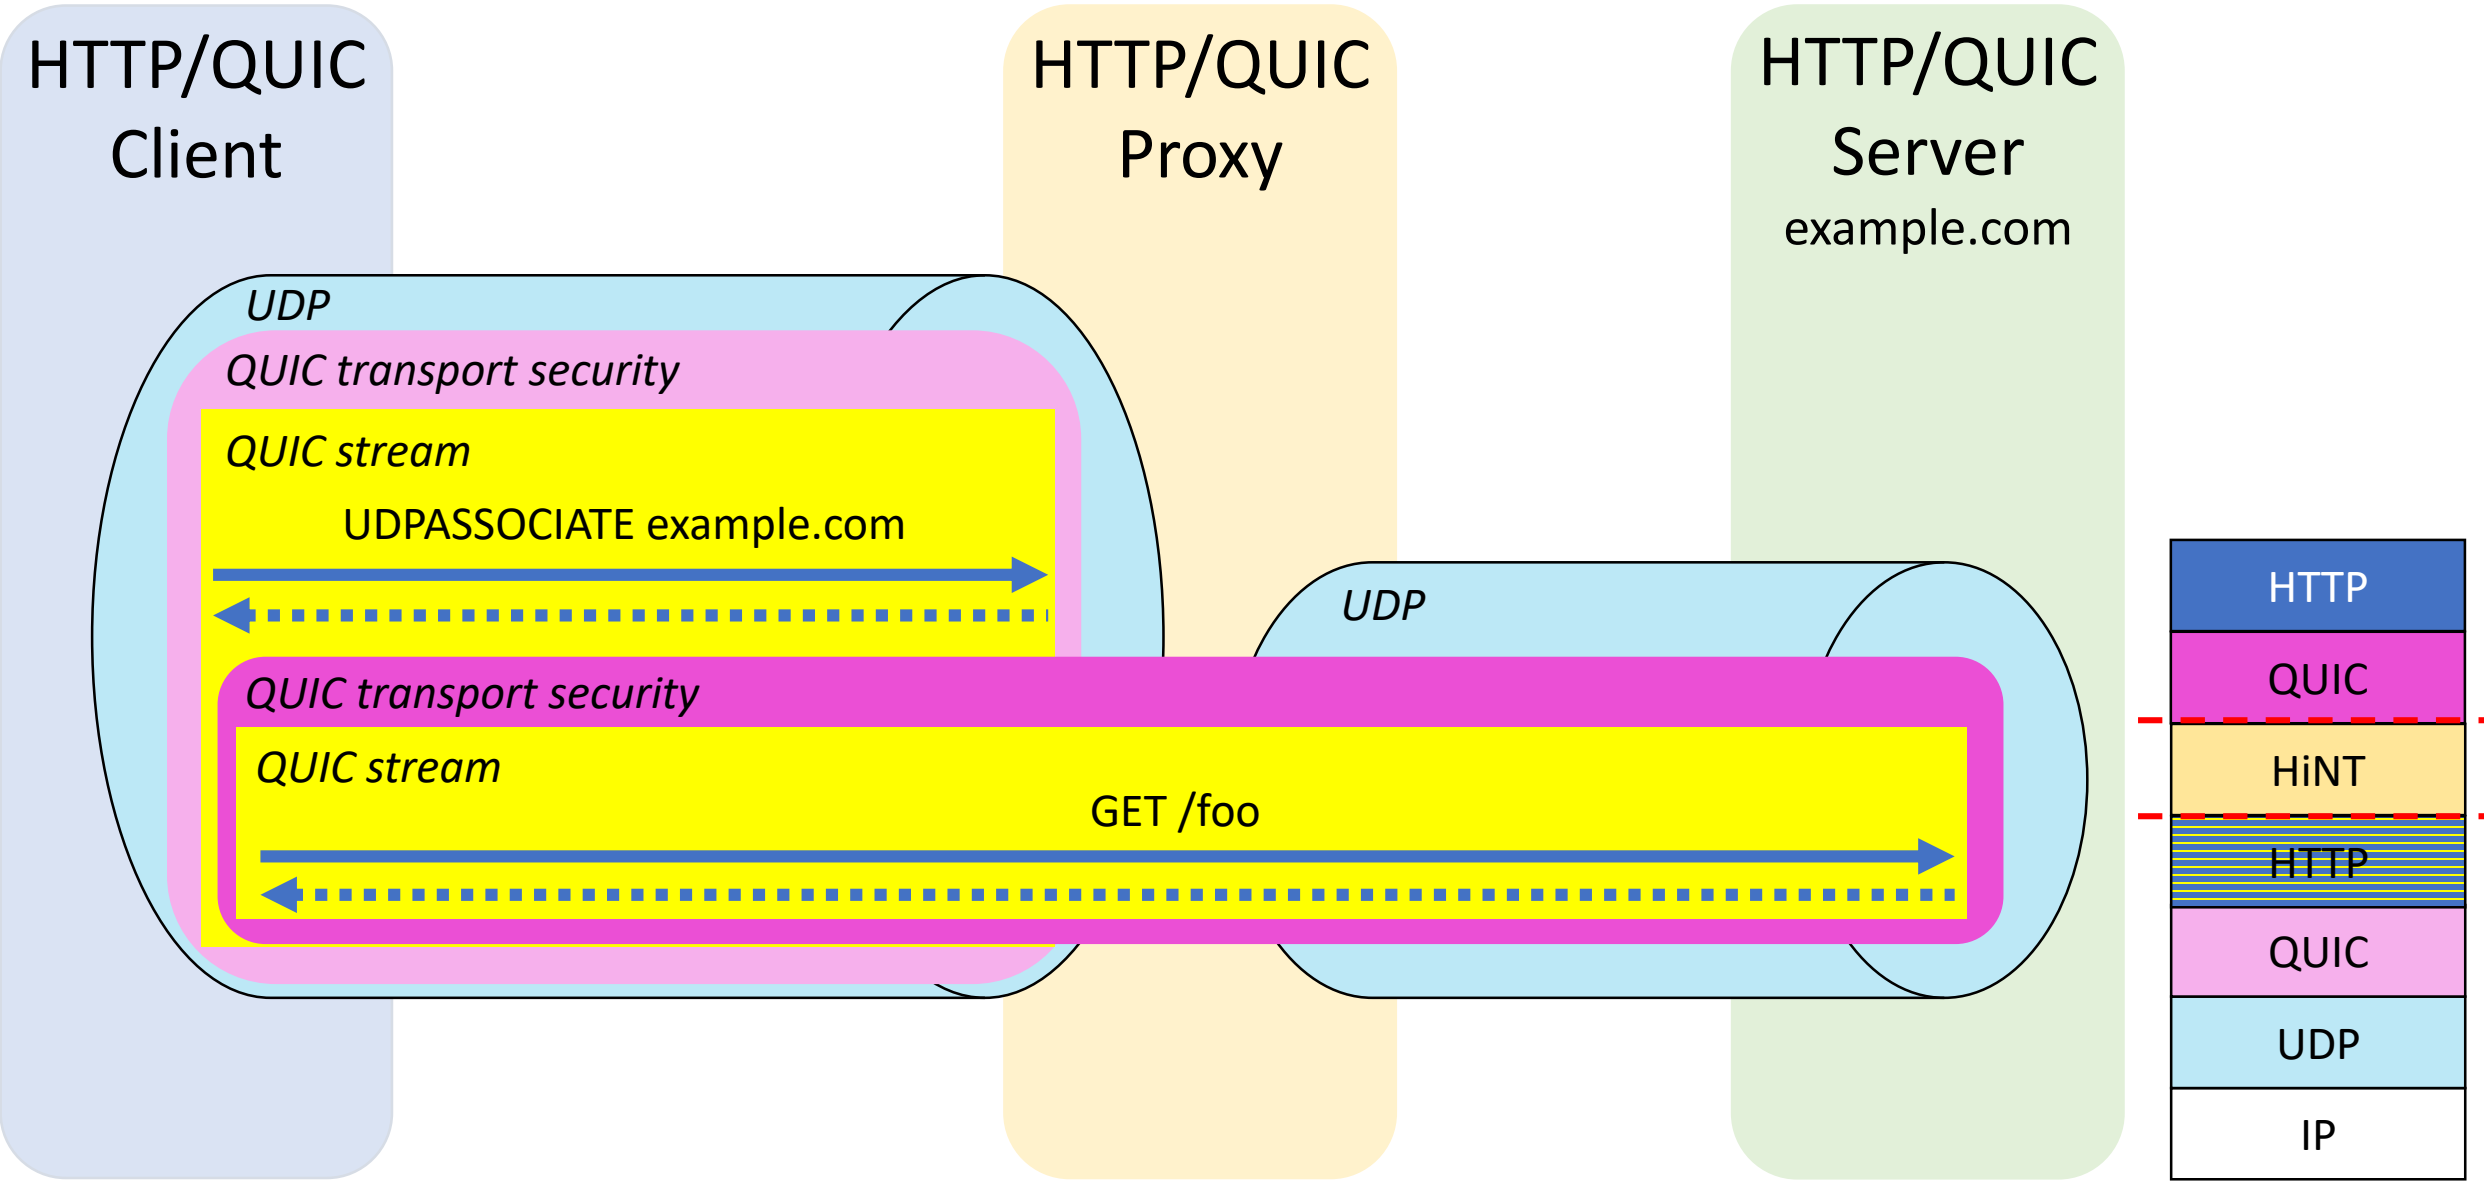 HTTP/QUIC
Client
HTTP/QUIC
Proxy
HTTP/QUIC
Server
example.com
UDP
QUIC transport security
QUIC stream
UDPASSOCIATE example.com
UDP
QUIC transport security
QUIC stream
GET /foo
HTTP
QUIC
HiNT
HTTP
QUIC
UDP
IP